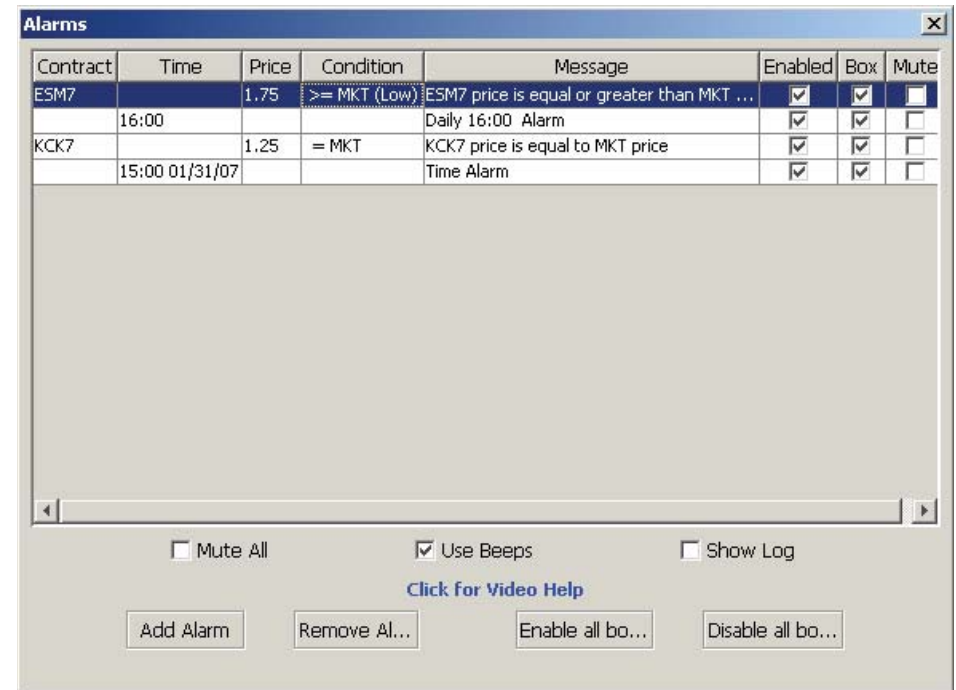 Alarms
Contract Time Price Condition Message Enabled Box Mute
ESM7 1.75 >= MKT (Low) ESM7 price is equal or greater than MKT ...
16:00 Daily 16:00 Alarm
KCK7 1.25 = MKT KCK7 price is equal to MKT price
15:00 01/31/07 Time Alarm
Mute All Use Beeps Show Log
Click for Video Help
Add Alarm Remove Al... Enable all bo... Disable all bo...